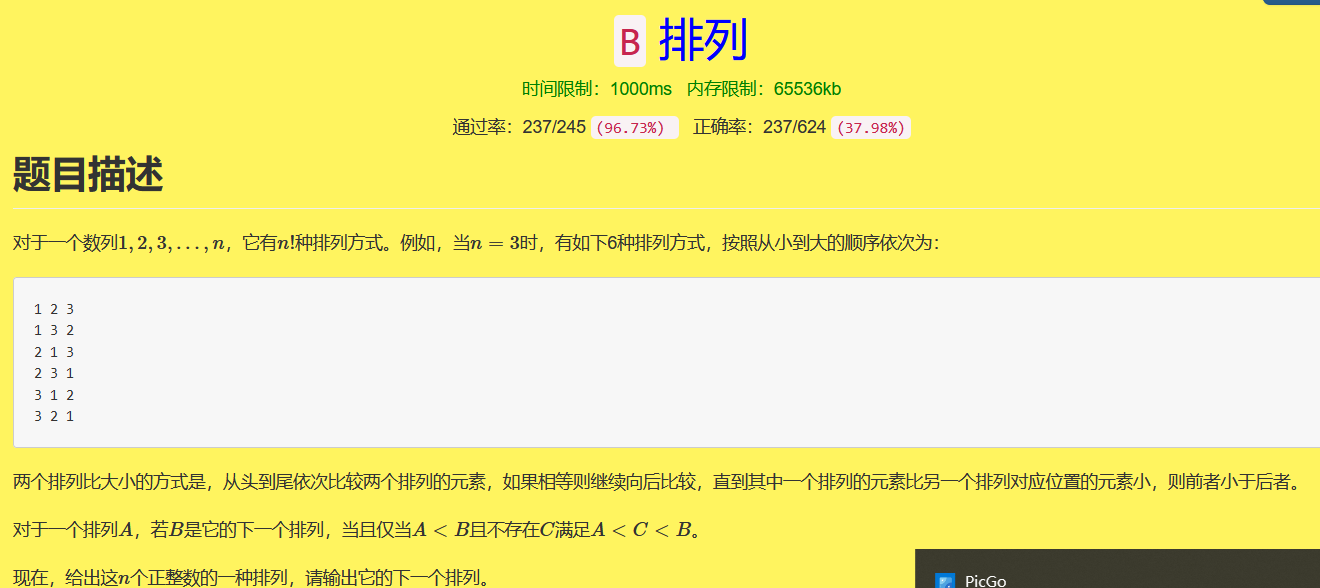 B 排列
时间限制：1000ms 内存限制：65536kb
通过率：237/245 (96.73%) 正确率：237/624 (37.98%)
题目描述
对于一个数列1, 2, 3, . . . , n，它有n!种排列方式。例如，当n = 3时，有如下6种排列方式，按照从小到大的顺序依次为：
1 2 3
1 3 2
2 1 3
2 3 1
3 1 2
3 2 1
两个排列比大小的方式是，从头到尾依次比较两个排列的元素，如果相等则继续向后比较，直到其中一个排列的元素比另一个排列对应位置的元素小，则前者小于后者。
对于一个排列A，若B是它的下一个排列，当且仅当A < B且不存在C满足A < C < B。
现在，给出这n个正整数的一种排列，请输出它的下一个排列。
PicGo